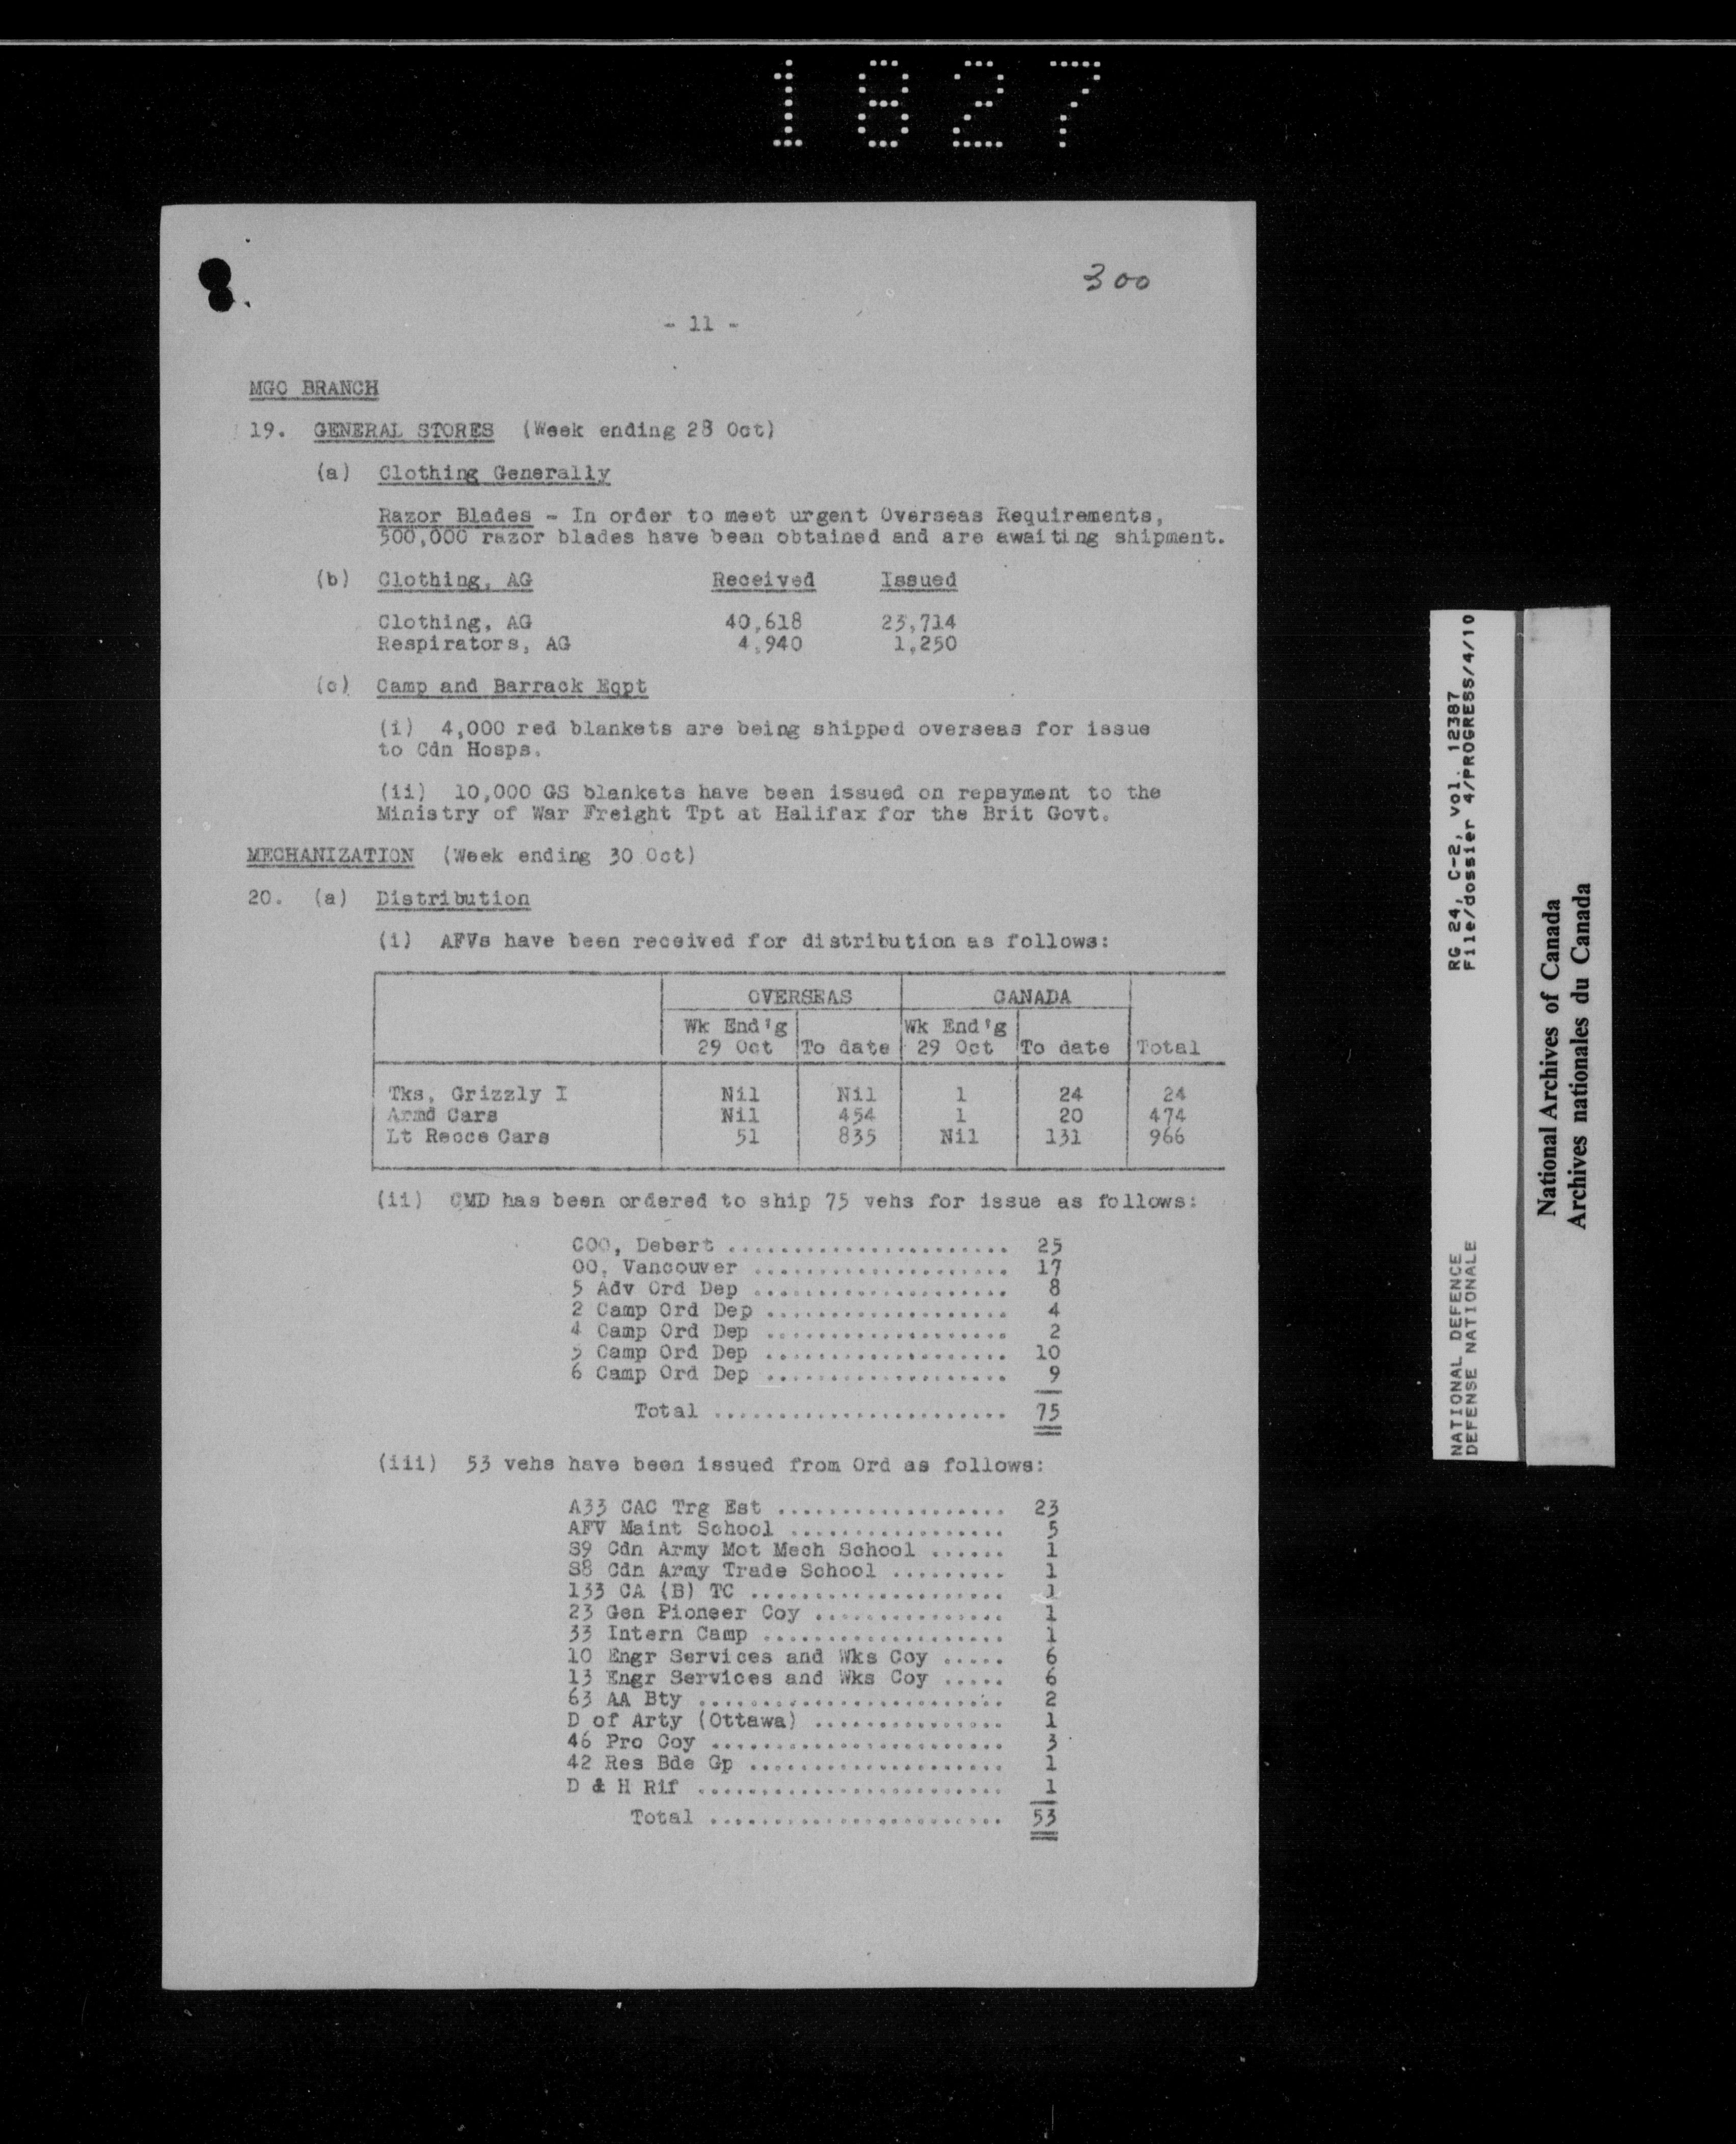 1827
300
- 11 -
MGO BRANCH
19. GENERAL STORES (Week ending 28 Oct)
(a) Clothing Generally
Razor Blades - In order to meet urgent Overseas Requirements,
500,000 razor blades have been obtained and are awaiting shipment.
(b) Clothing, AG Received Issued
Clothing, AG 40,618 23,714
Respirators, AG 4,940 1,250
(c) Camp and Barrack Eqpt
(i) 4,000 red blankets are being shipped overseas for issue
to Cdn Hosps.
(ii) 10,000 GS blankets have been issued on repayment to the
Ministry of War Freight Tpt at Halifax for the Brit Govt.
MECHANIZATION (Week ending 30 Oct)
20. (a) Distribution
(i) AFVs have been received for distribution as follows:
OVERSEAS CANADA
Wk End'g Wk End'g
29 Oct To date 29 Oct To date Total
Tks, Grizzly I Nil Nil 1 24 24
Armd Cars Nil 454 1 20 474
Lt Recce Cars 51 835 Nil 131 966
(ii) CMD has been ordered to ship 75 vehs for issue as follows:
COO, Debert ...................... 25
OO, Vancouver .................... 17
5 Adv Ord Dep .................... 8
2 Camp Ord Dep ................... 4
4 Camp Ord Dep ................... 2
5 Camp Ord Dep ................... 10
6 Camp Ord Dep ................... 9
Total ....................... 75
(iii) 53 vehs have been issued from Ord as follows:
A33 CAC Trg Est .................. 23
AFV Maint School ................. 5
S9 Cdn Army Mot Mech School ...... 1
S8 Cdn Army Trade School ......... 1
133 CA (B) TC .................... 1
23 Gen Pioneer Coy ............... 1
33 Intern Camp ................... 1
10 Engr Services and Wks Coy ..... 6
13 Engr Services and Wks Coy ..... 6
63 AA Bty ........................ 2
D of Arty (Ottawa) ............... 1
46 Pro Coy ....................... 3
42 Res Bde Gp .................... 1
D & H Rif ........................ 1
Total ....................... 53
NATIONAL DEFENCE RG 24, C-2, vol. 12387
DEFENSE NATIONALE File/dossier 4/PROGRESS/4/10
National Archives of Canada
Archives nationales du Canada